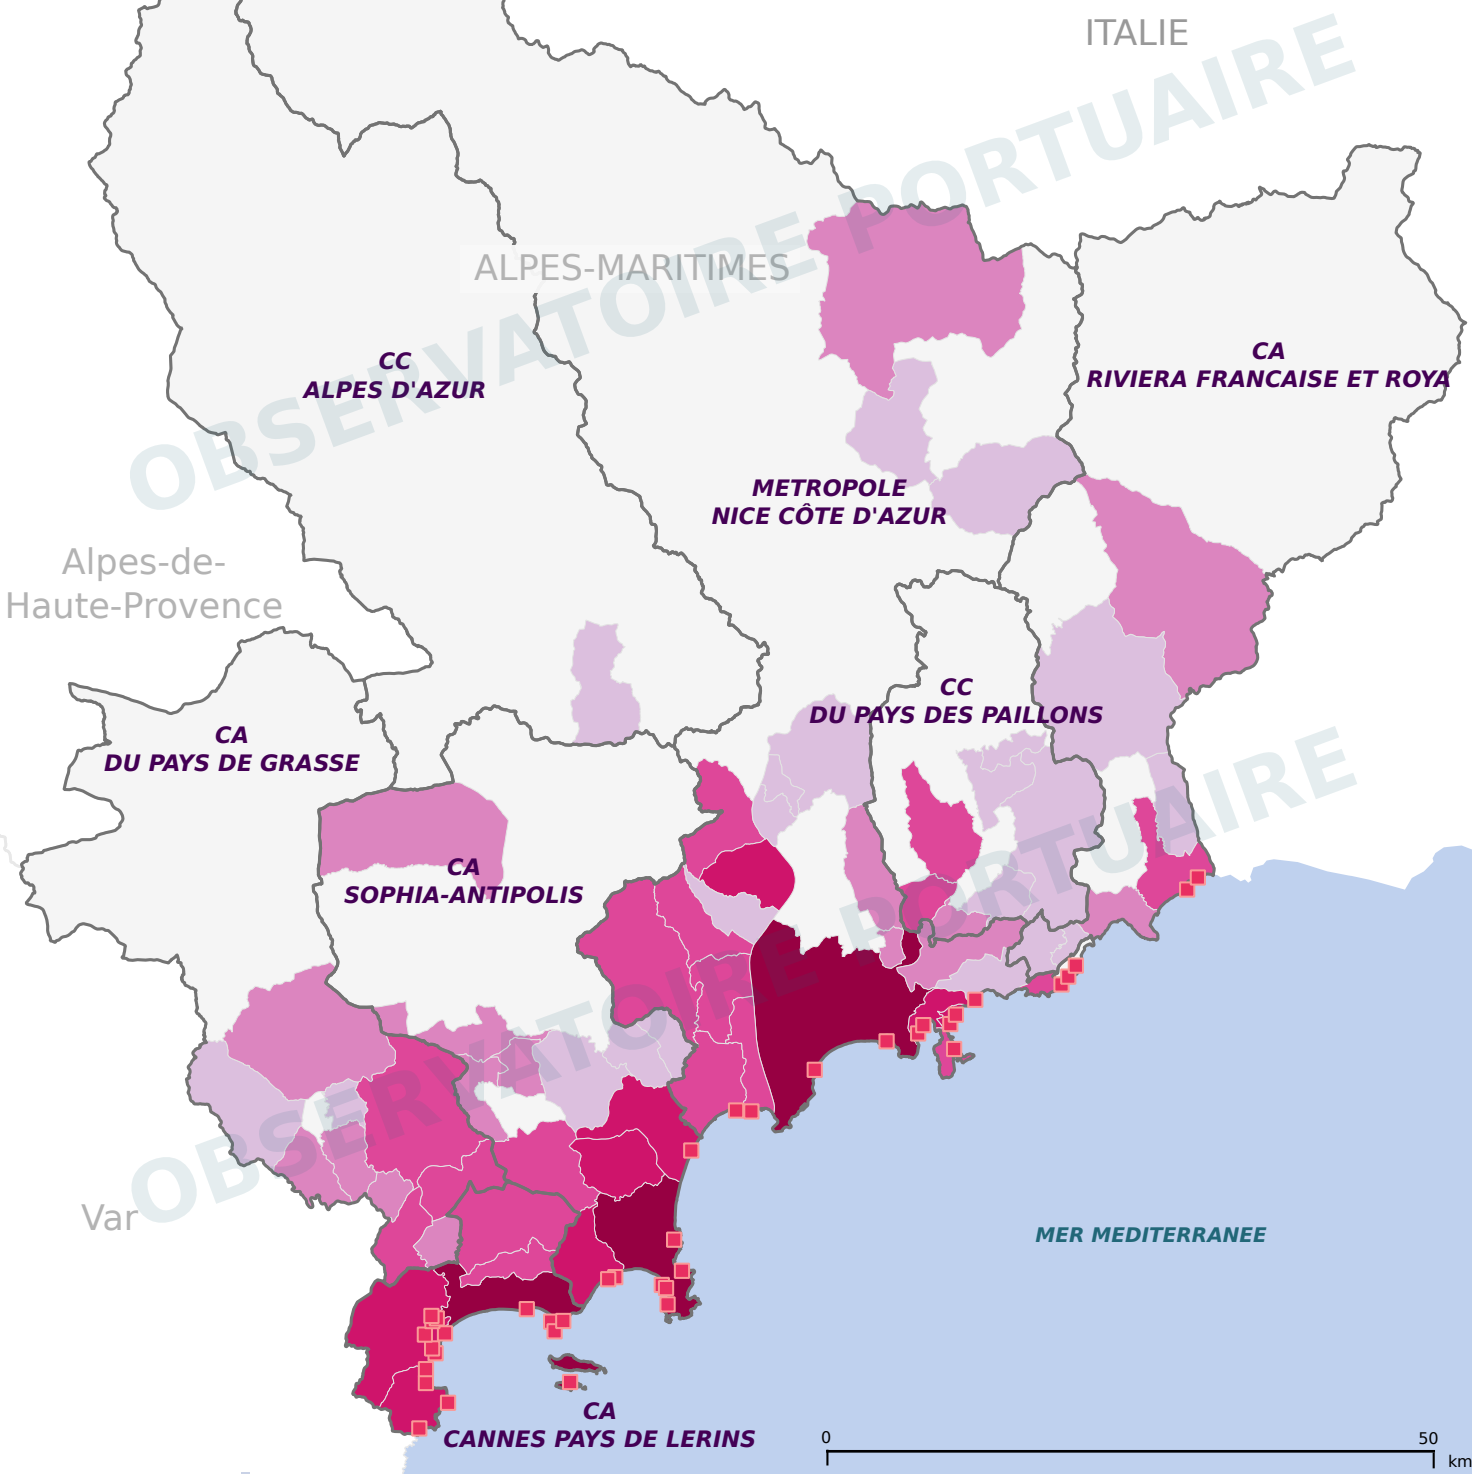 ITALIE
OBSERVATOIRE PORTUAIRE
ALPES-MARITIMES
CC
ALPES D'AZUR
CA
RIVIERA FRANCAISE ET ROYA
METROPOLE
NICE CÔTE D'AZUR
Alpes-de-
Haute-Provence
CC
DU PAYS DES PAILLONS
CA
DU PAYS DE GRASSE
CA
SOPHIA-ANTIPOLIS
OBSERVATOIRE PORTUAIRE
Var
MER MEDITERRANEE
CA
CANNES PAYS DE LERINS
0 50
km